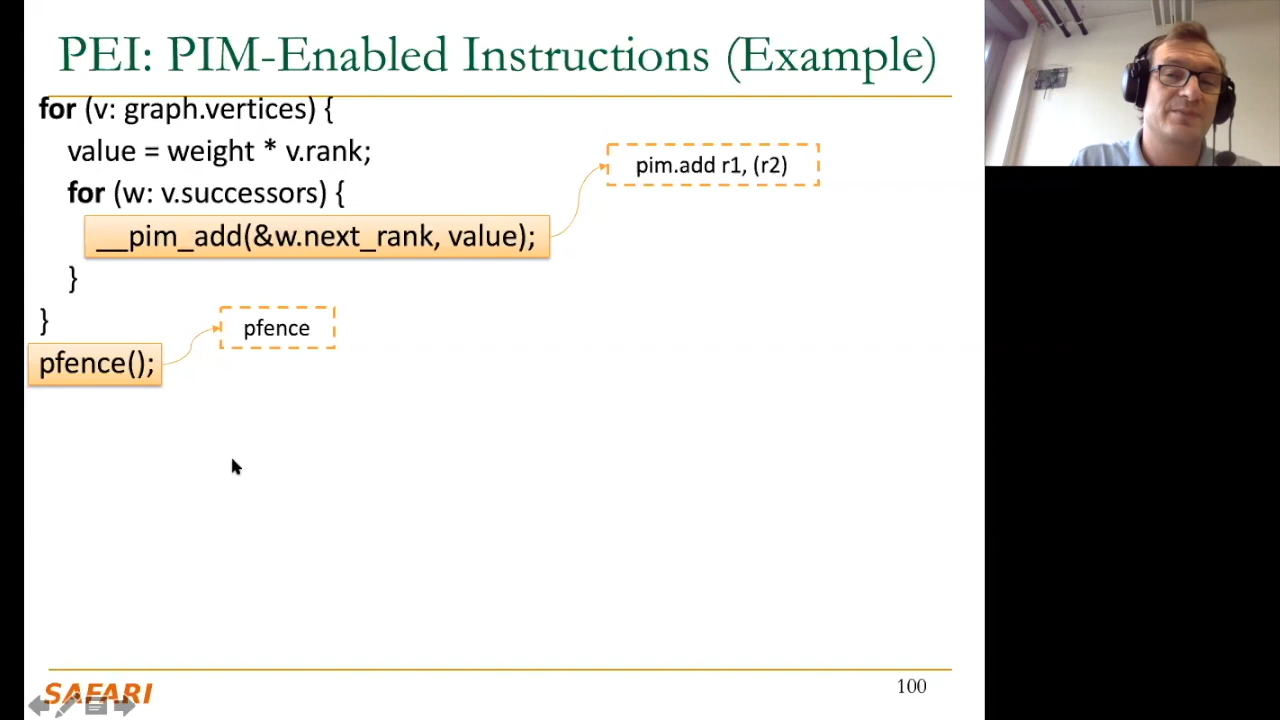 PEI: PIM-Enabled Instructions (Example)
for (v: graph.vertices) {
value = weight * v.rank;
for (w: v.successors) {
__pim_add(&w.next_rank, value);
}
}
pfence();
pim.add r1, (r2)
pfence
SAFARI
100